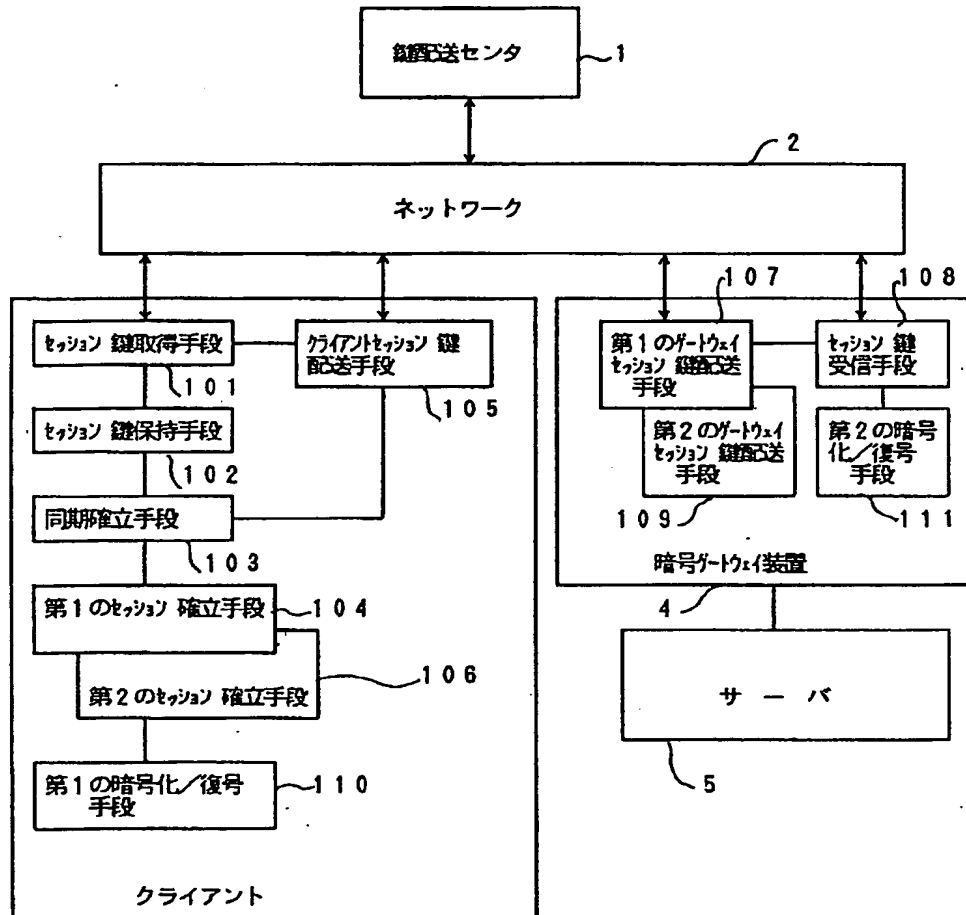 鍵配送センタ
1
2
ネットワーク
セッション 鍵取得手段
101
クライアントセッション 鍵
配送手段
105
セッション 鍵保持手段
102
同期確立手段
103
第1のセッション 確立手段
104
第2のセッション 確立手段
106
第1の暗号化/復号
手段
110
クライアント
107
108
第1のゲートウェイ
セッション 鍵配送
手段
セッション 鍵
受信手段
第2のゲートウェイ
セッション 鍵配送
手段
109
第2の暗号
化/復号
手段
111
暗号ゲートウェイ装置
4
サーバ
5